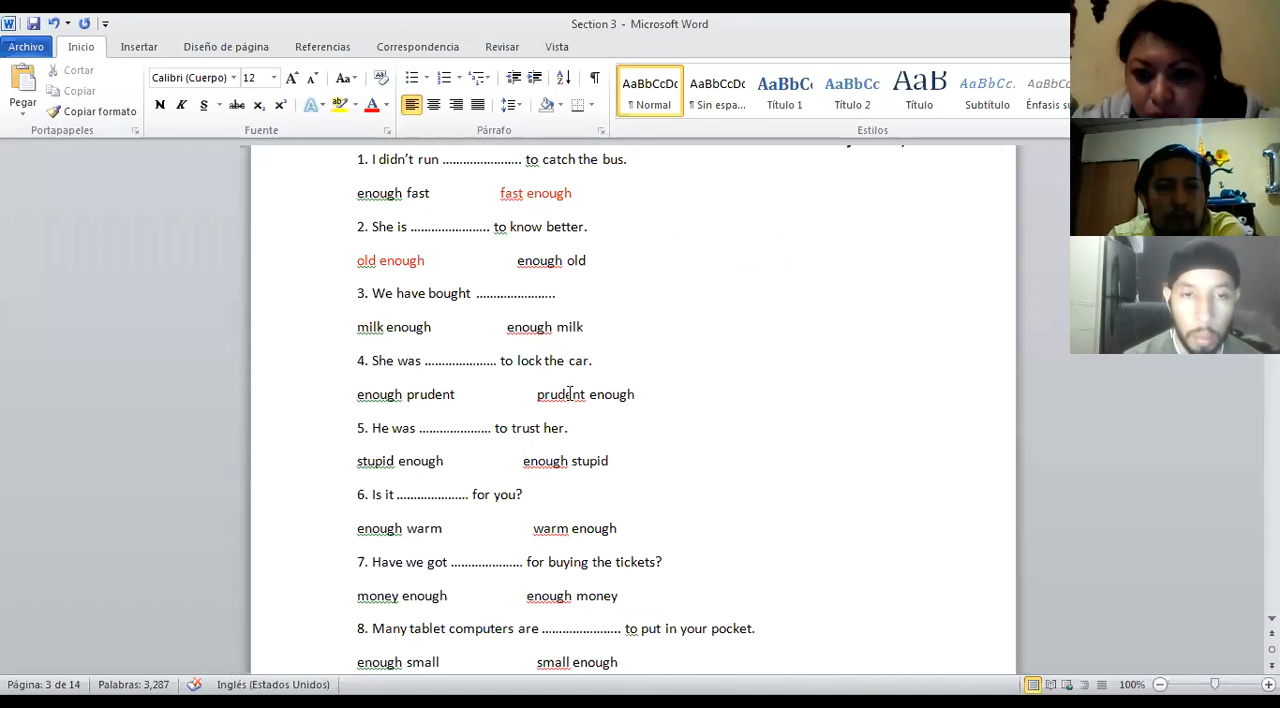 Section 3 - Microsoft Word
Archivo Inicio Insertar Diseño de página Referencias Correspondencia Revisar Vista
Pegar
Cortar
Copiar
Copiar formato
Calibri (Cuerpo) 12
AaBbCcDc AaBbCcDc AaBbC AaBbCc AaB AaBbCc AaBbCcD
¶ Normal ¶ Sin espa... Título 1 Título 2 Título Subtítulo Énfasis su
Portapapeles Fuente Párrafo Estilos
1. I didn't run ………………….. to catch the bus.
enough fast fast enough
2. She is ………………….. to know better.
old enough enough old
3. We have bought …………………..
milk enough enough milk
4. She was ………………… to lock the car.
enough prudent prudent enough
5. He was ………………… to trust her.
stupid enough enough stupid
6. Is it ………………… for you?
enough warm warm enough
7. Have we got ………………… for buying the tickets?
money enough enough money
8. Many tablet computers are ………………….. to put in your pocket.
enough small small enough
Página: 3 de 14 Palabras: 3,287 Inglés (Estados Unidos) 100%